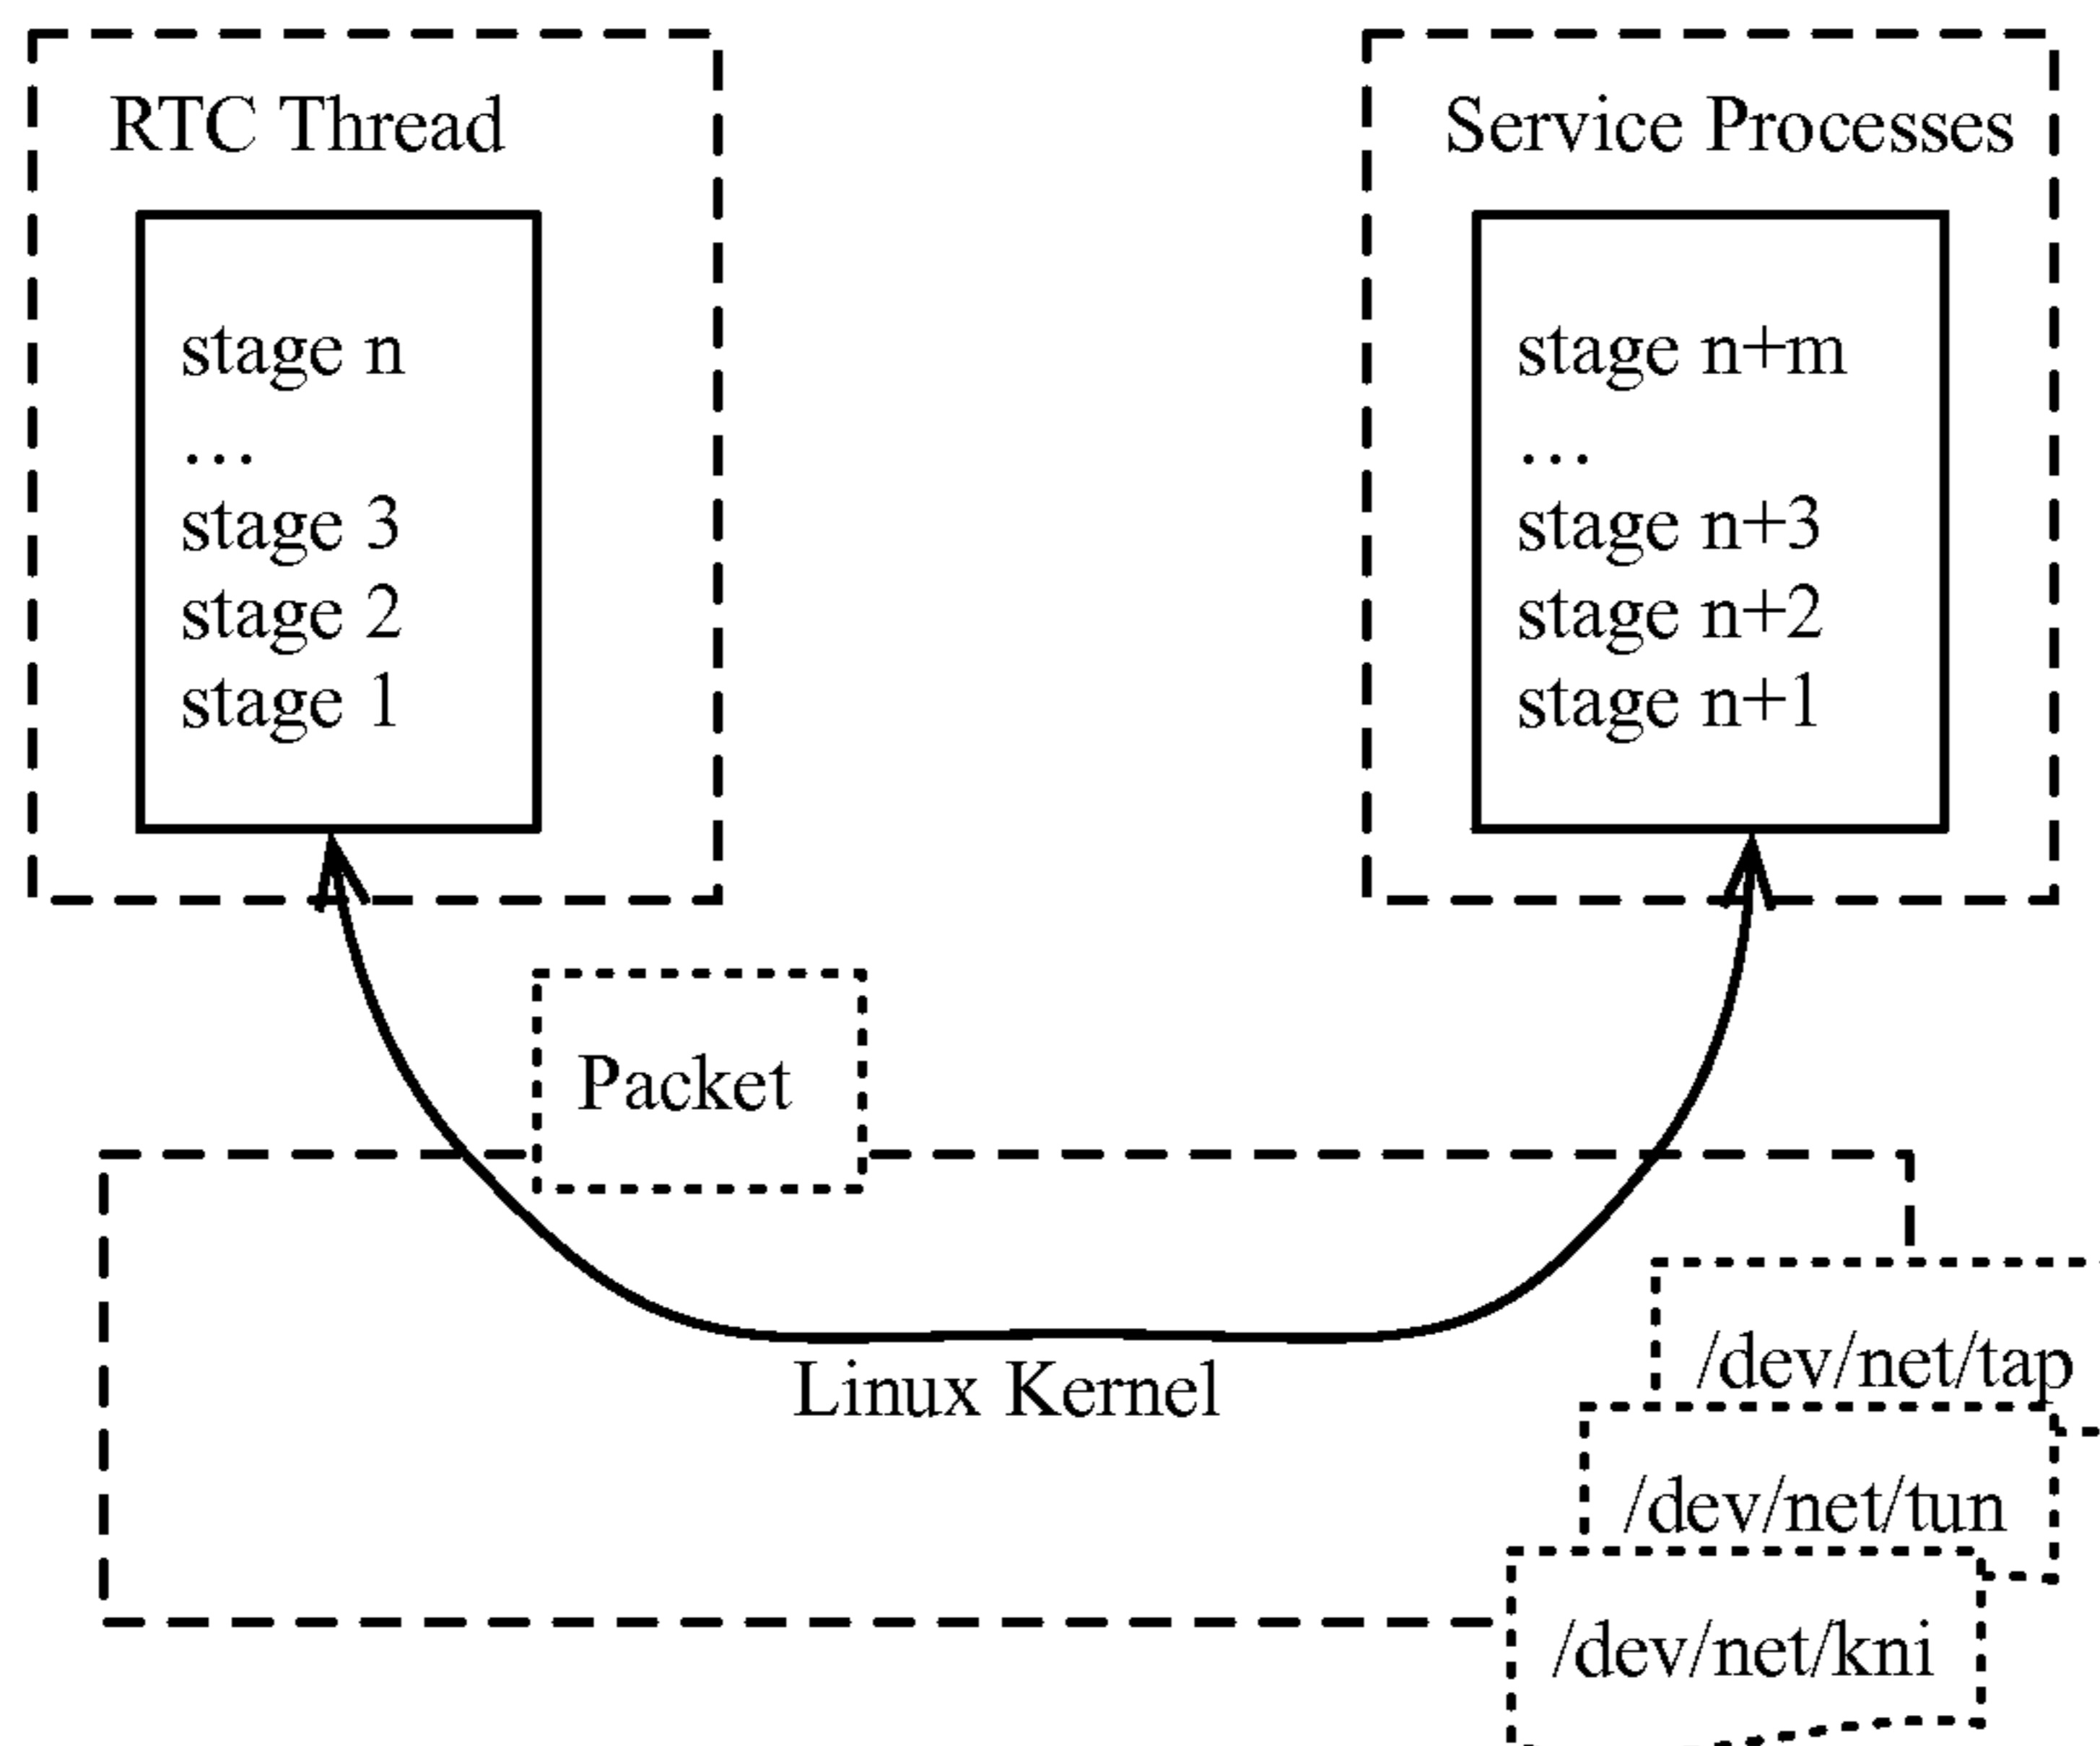 RTC Thread
stage n
...
stage 3
stage 2
stage 1
Service Processes
stage n+m
...
stage n+3
stage n+2
stage n+1
Packet
Linux Kernel
/dev/net/tap
/dev/net/tun
/dev/net/kni